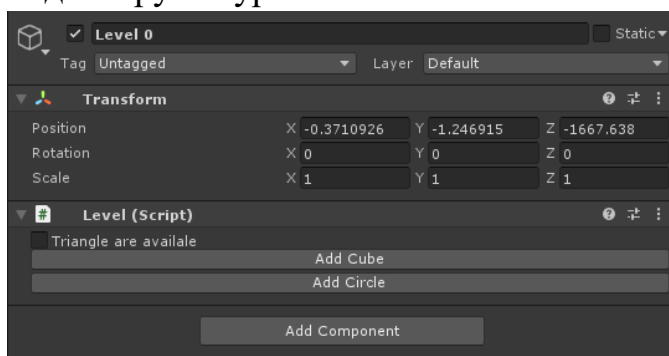 Level 0 Static
Tag Untagged Layer Default
Transform
Position X -0.3710926 Y -1.246915 Z -1667.638
Rotation X 0 Y 0 Z 0
Scale X 1 Y 1 Z 1
# Level (Script)
Triangle are availale
Add Cube
Add Circle
Add Component